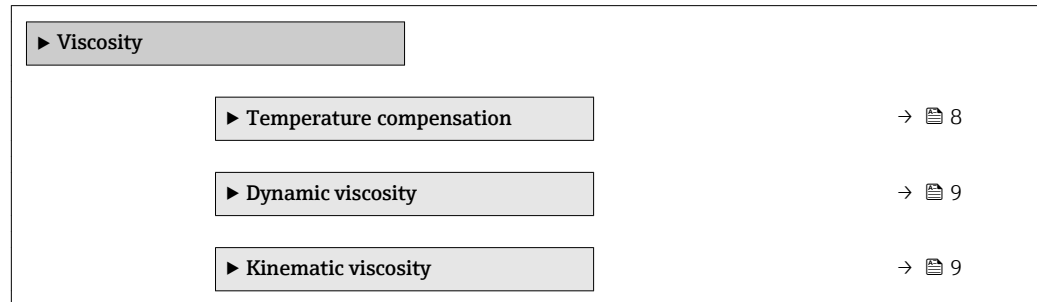 ► Viscosity
► Temperature compensation → 8
► Dynamic viscosity → 9
► Kinematic viscosity → 9